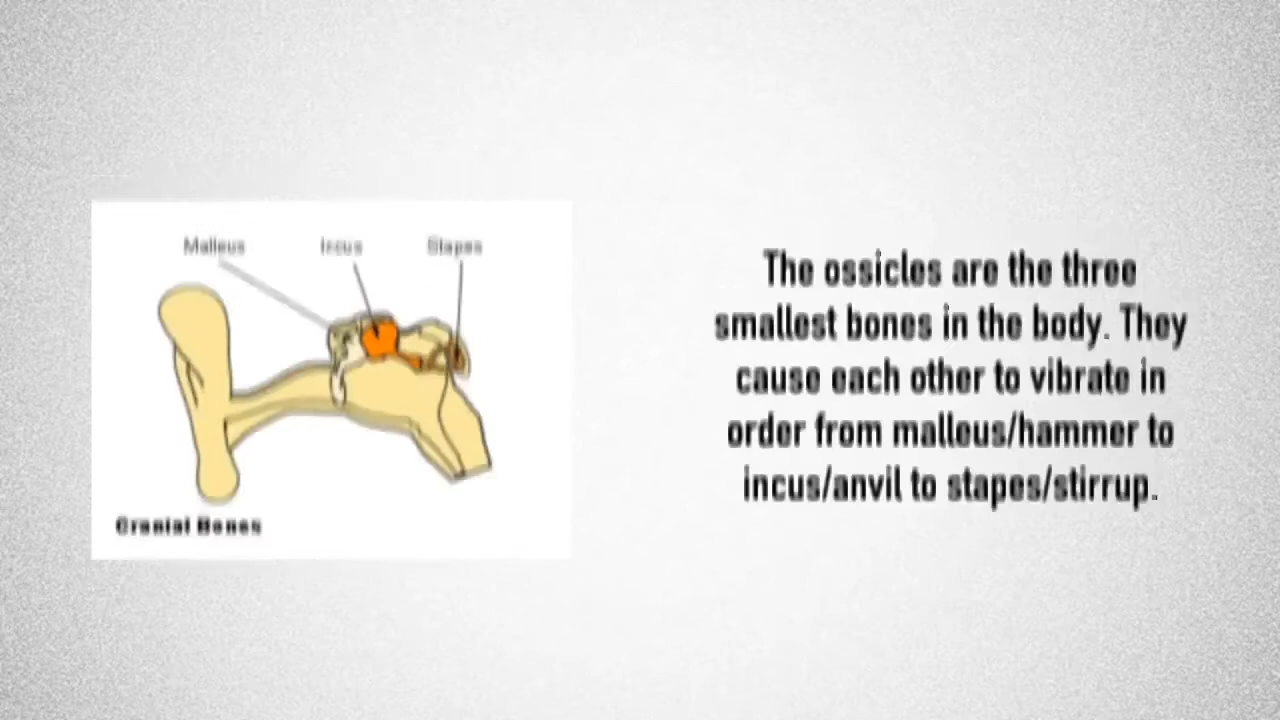 Malleus Incus Stapes
Cranial Bones
The ossicles are the three
smallest bones in the body. They
cause each other to vibrate in
order from malleus/hammer to
incus/anvil to stapes/stirrup.